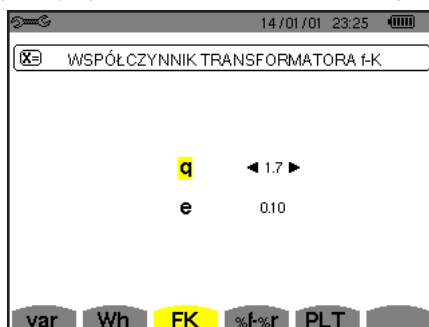 14/01/01 23:25
X= WSPÓŁCZYNNIK TRANSFORMATORA f-K
q ◄ 1.7 ►
e 0.10
var Wh FK %f-%r PLT